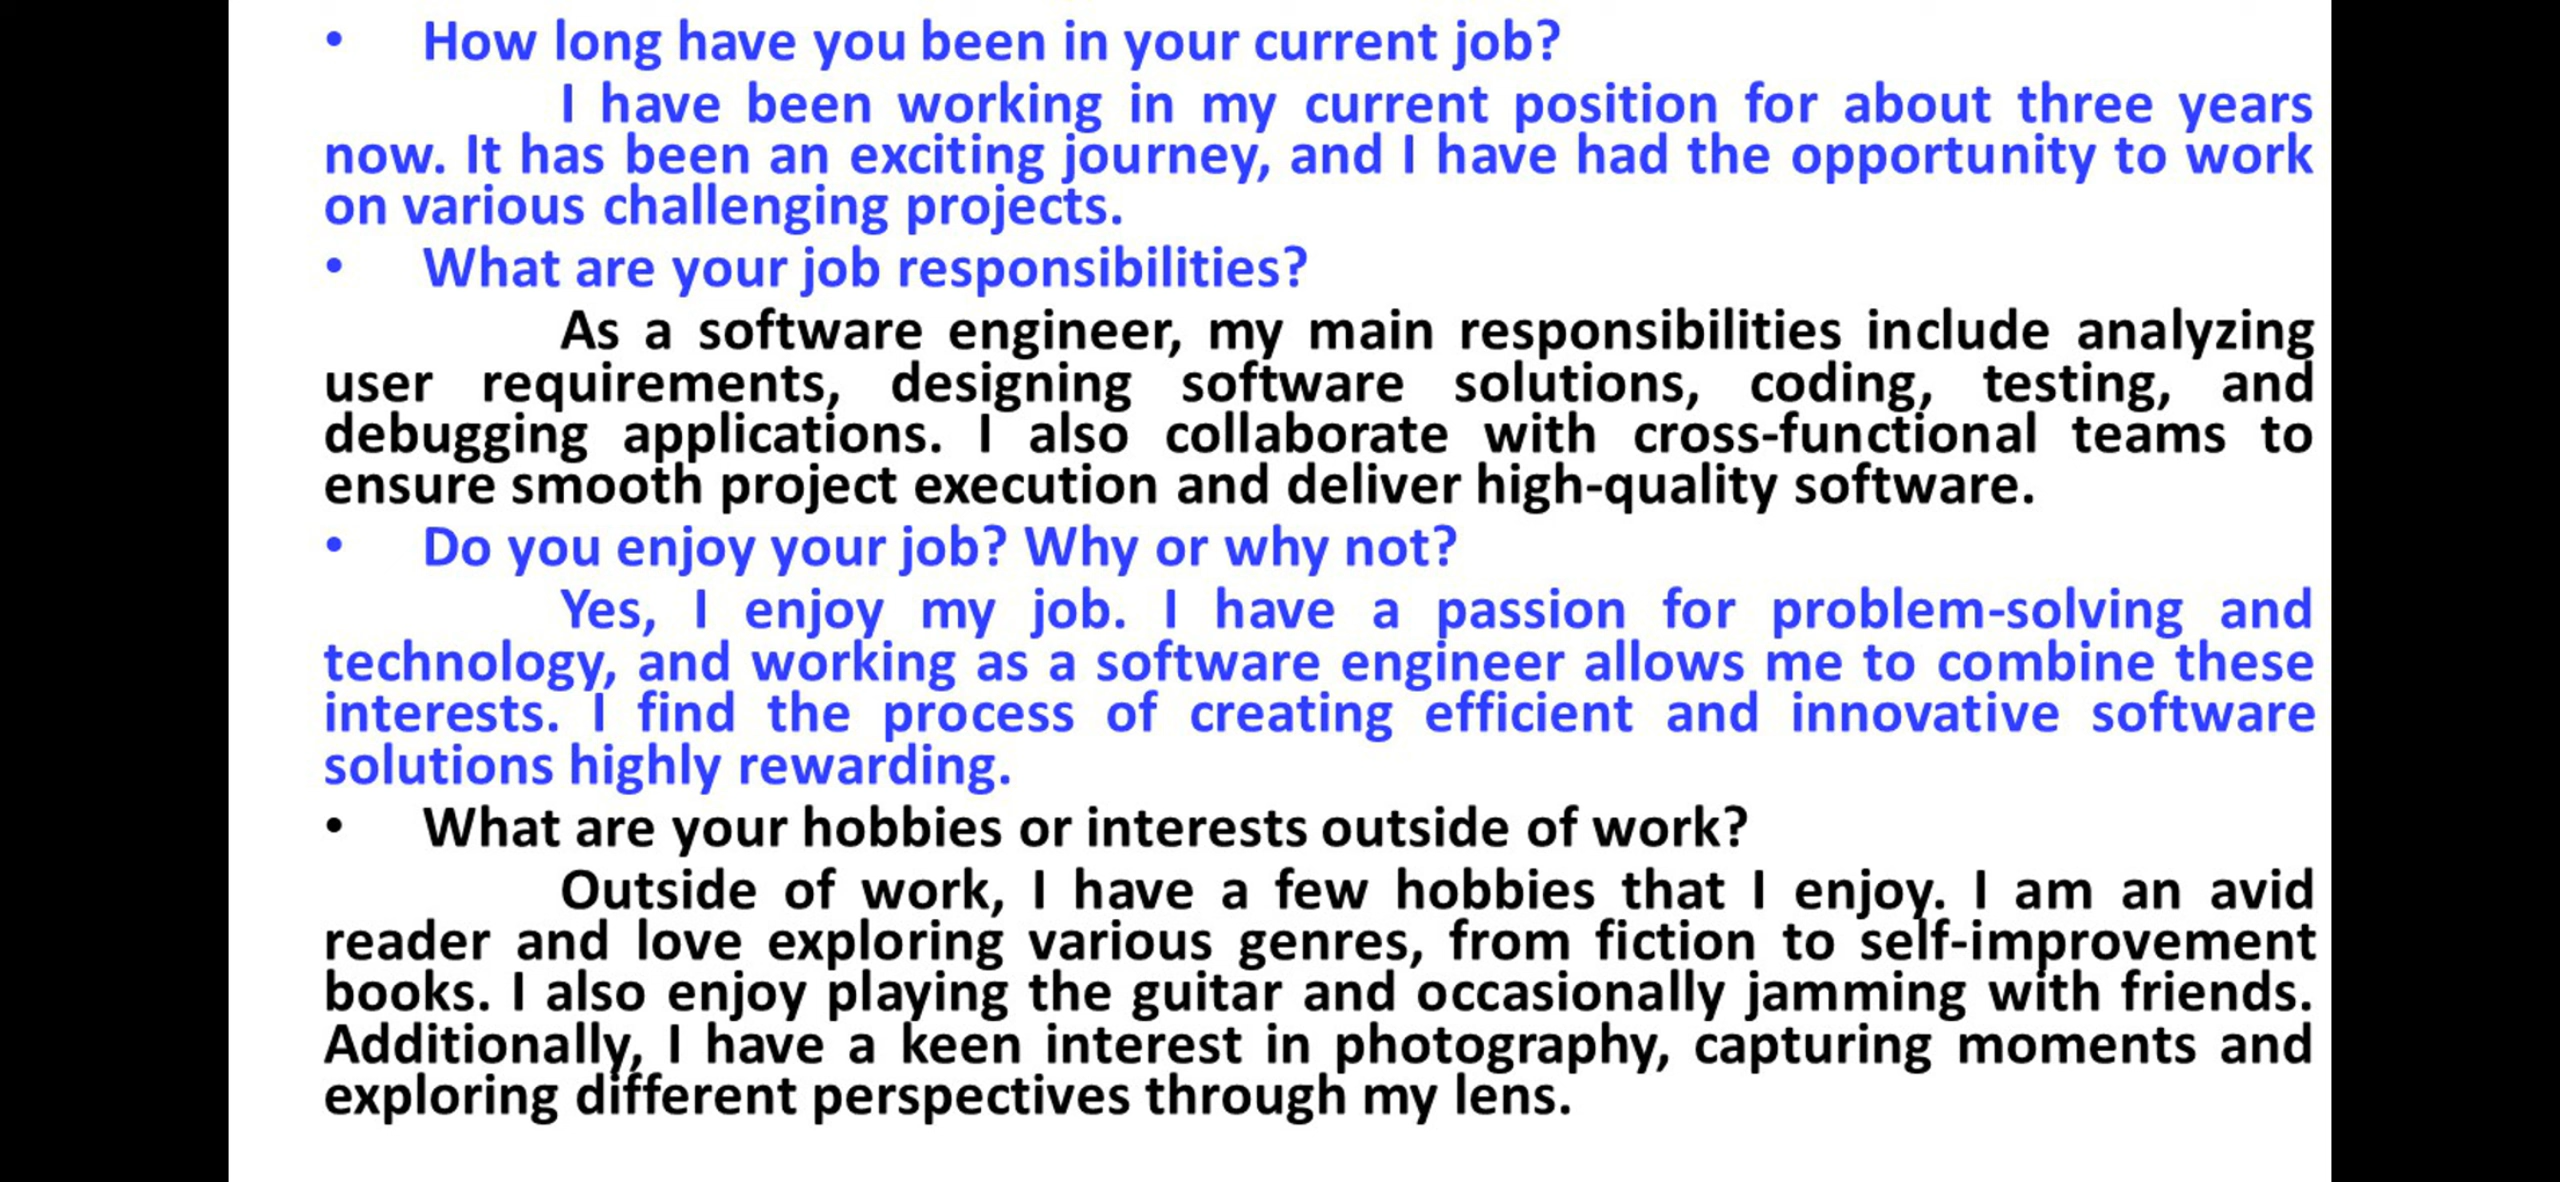 • How long have you been in your current job?
I have been working in my current position for about three years
now. It has been an exciting journey, and I have had the opportunity to work
on various challenging projects.
• What are your job responsibilities?
As a software engineer, my main responsibilities include analyzing
user requirements, designing software solutions, coding, testing, and
debugging applications. I also collaborate with cross-functional teams to
ensure smooth project execution and deliver high-quality software.
• Do you enjoy your job? Why or why not?
Yes, I enjoy my job. I have a passion for problem-solving and
technology, and working as a software engineer allows me to combine these
interests. I find the process of creating efficient and innovative software
solutions highly rewarding.
• What are your hobbies or interests outside of work?
Outside of work, I have a few hobbies that I enjoy. I am an avid
reader and love exploring various genres, from fiction to self-improvement
books. I also enjoy playing the guitar and occasionally jamming with friends.
Additionally, I have a keen interest in photography, capturing moments and
exploring different perspectives through my lens.